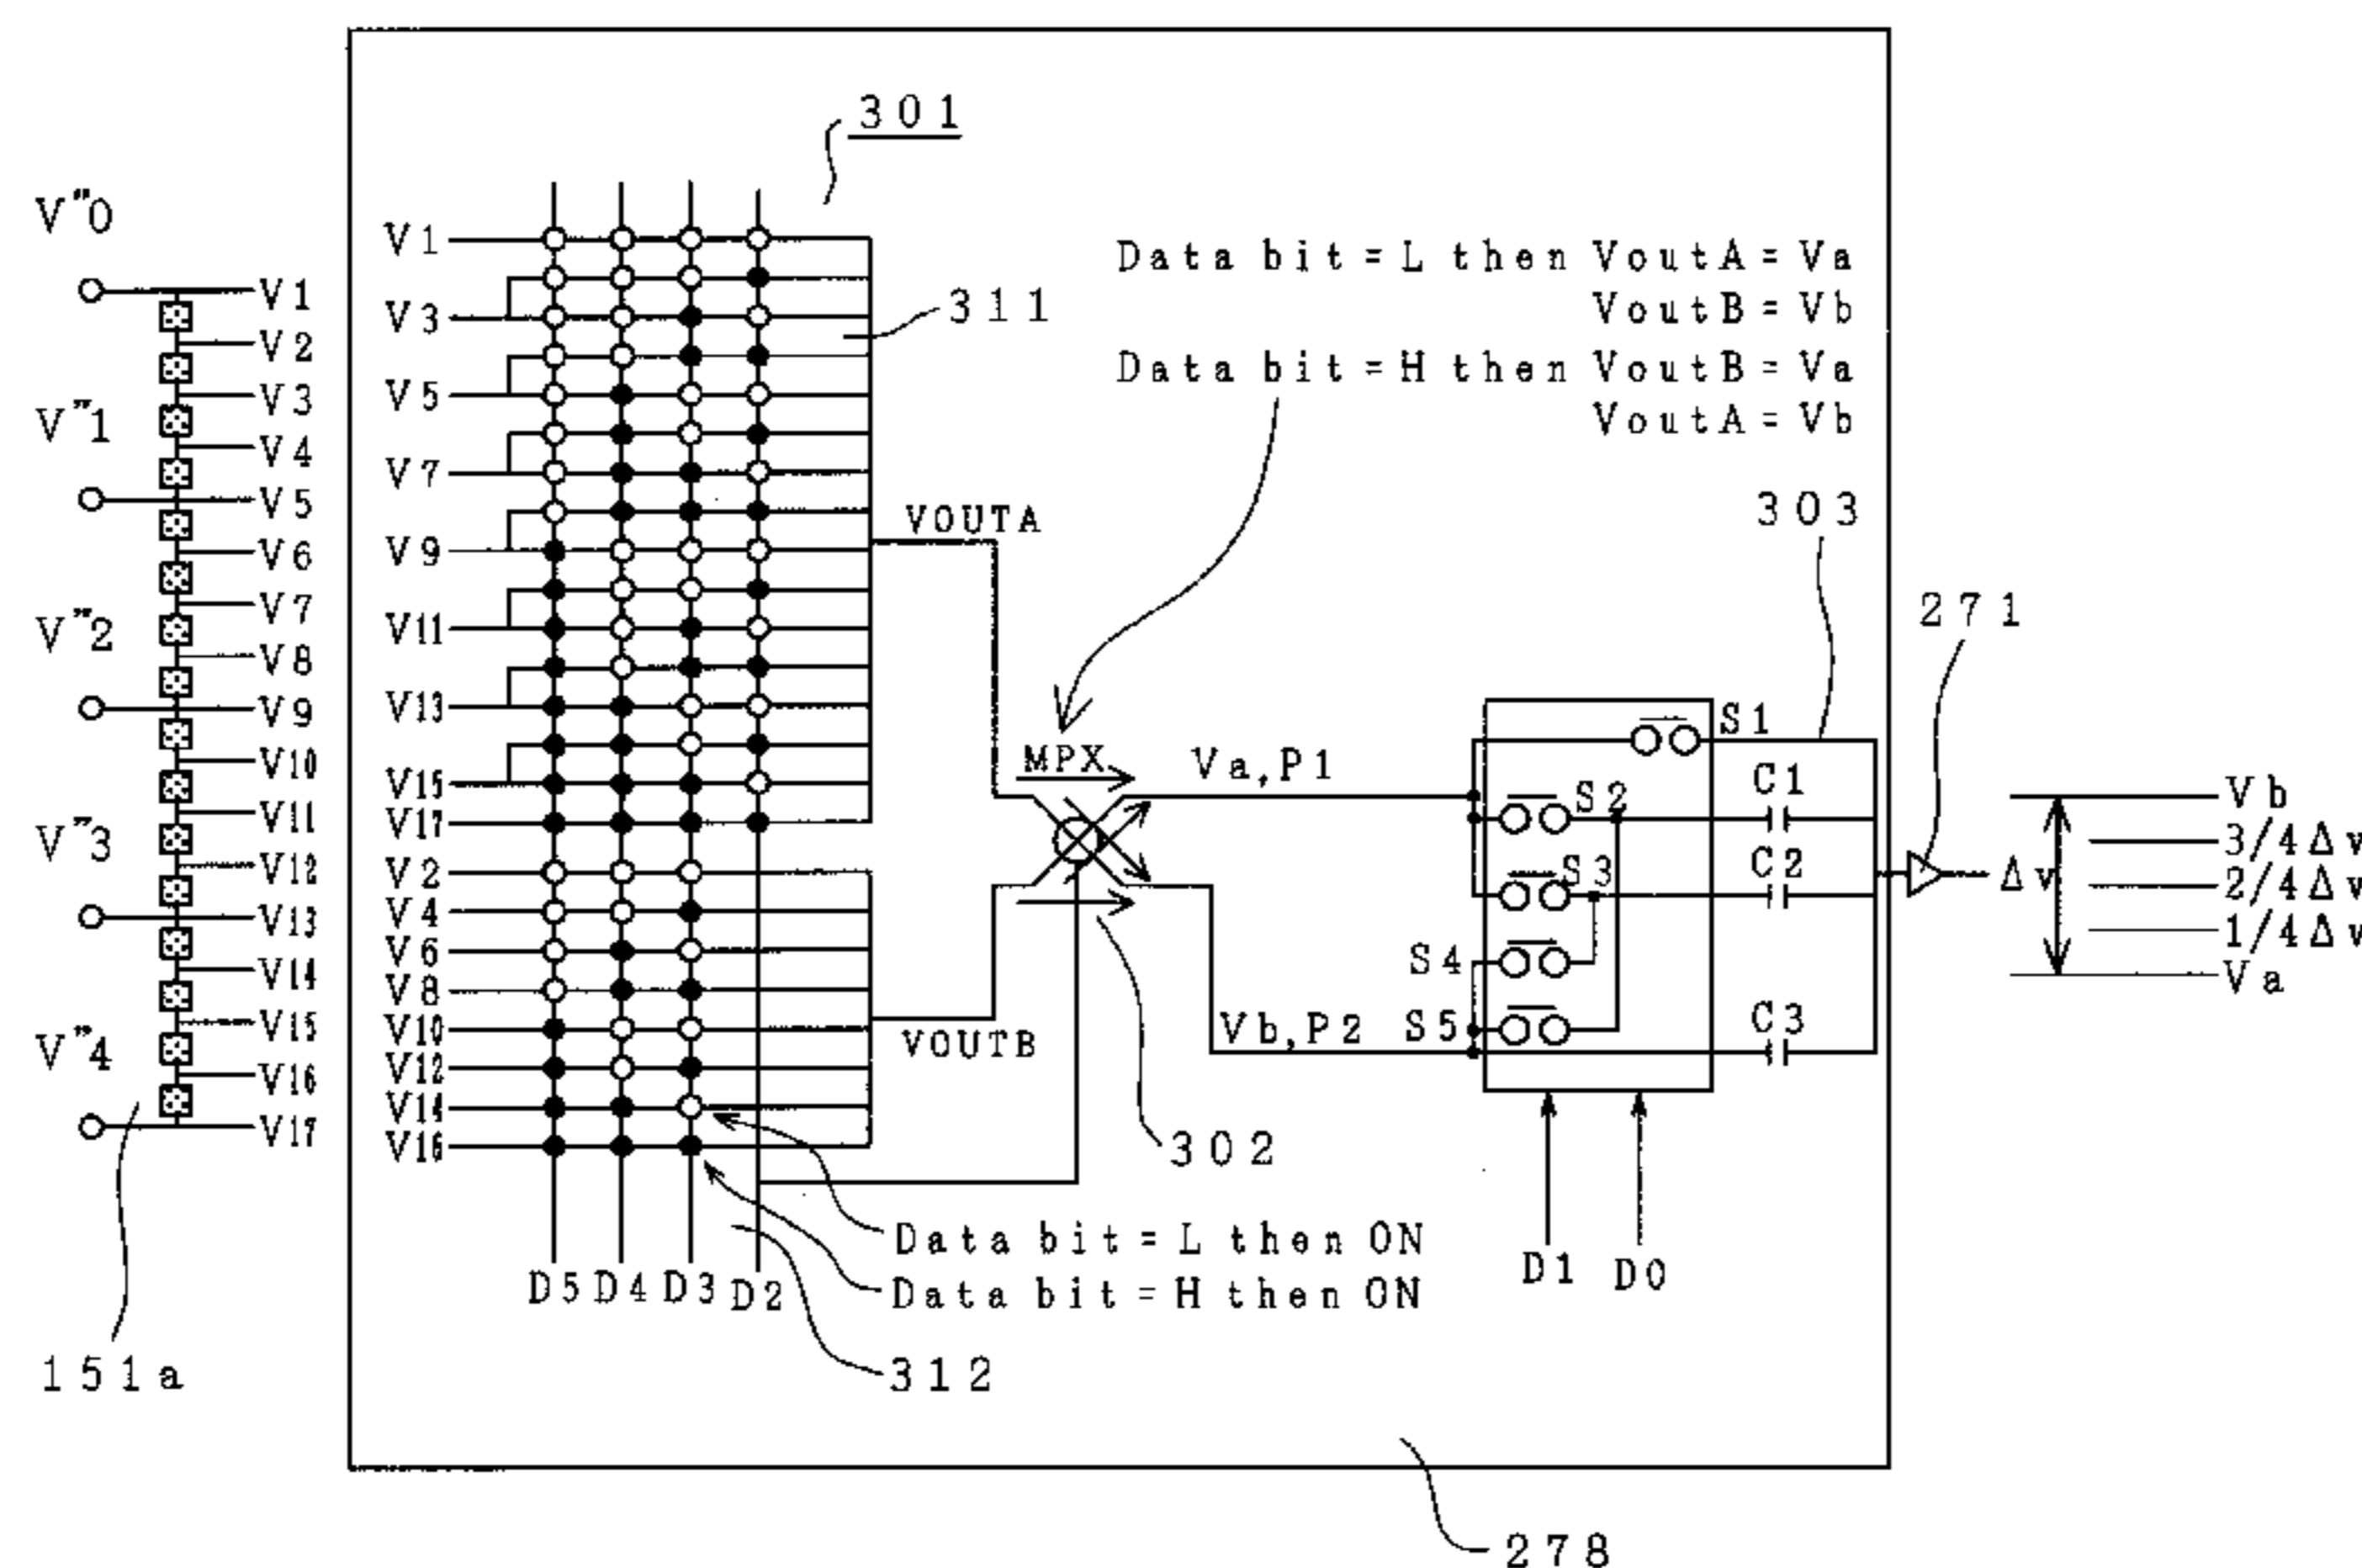 301
V"'0
V1
V2
V3
V"'1
V4
V5
V6
V7
V"'2
V8
V9
V10
V11
V"'3
V12
V13
V14
V15
V"'4
V16
V17
151a
V1
V3
V5
V7
V9
V11
V13
V15
V17
V2
V4
V6
V8
V10
V12
V14
V16
D5 D4 D3 D2
311
312
VOUTA
VOUTB
Data bit = L then VoutA = Va
VoutB = Vb
Data bit = H then VoutB = Va
VoutA = Vb
MPX
302
Va,P1
Vb,P2
Data bit = L then ON
Data bit = H then ON
303
S1
S2
S3
S4
S5
C1
C2
C3
D1 D0
271
Δv
Vb
3/4Δv
2/4Δv
1/4Δv
Va
278